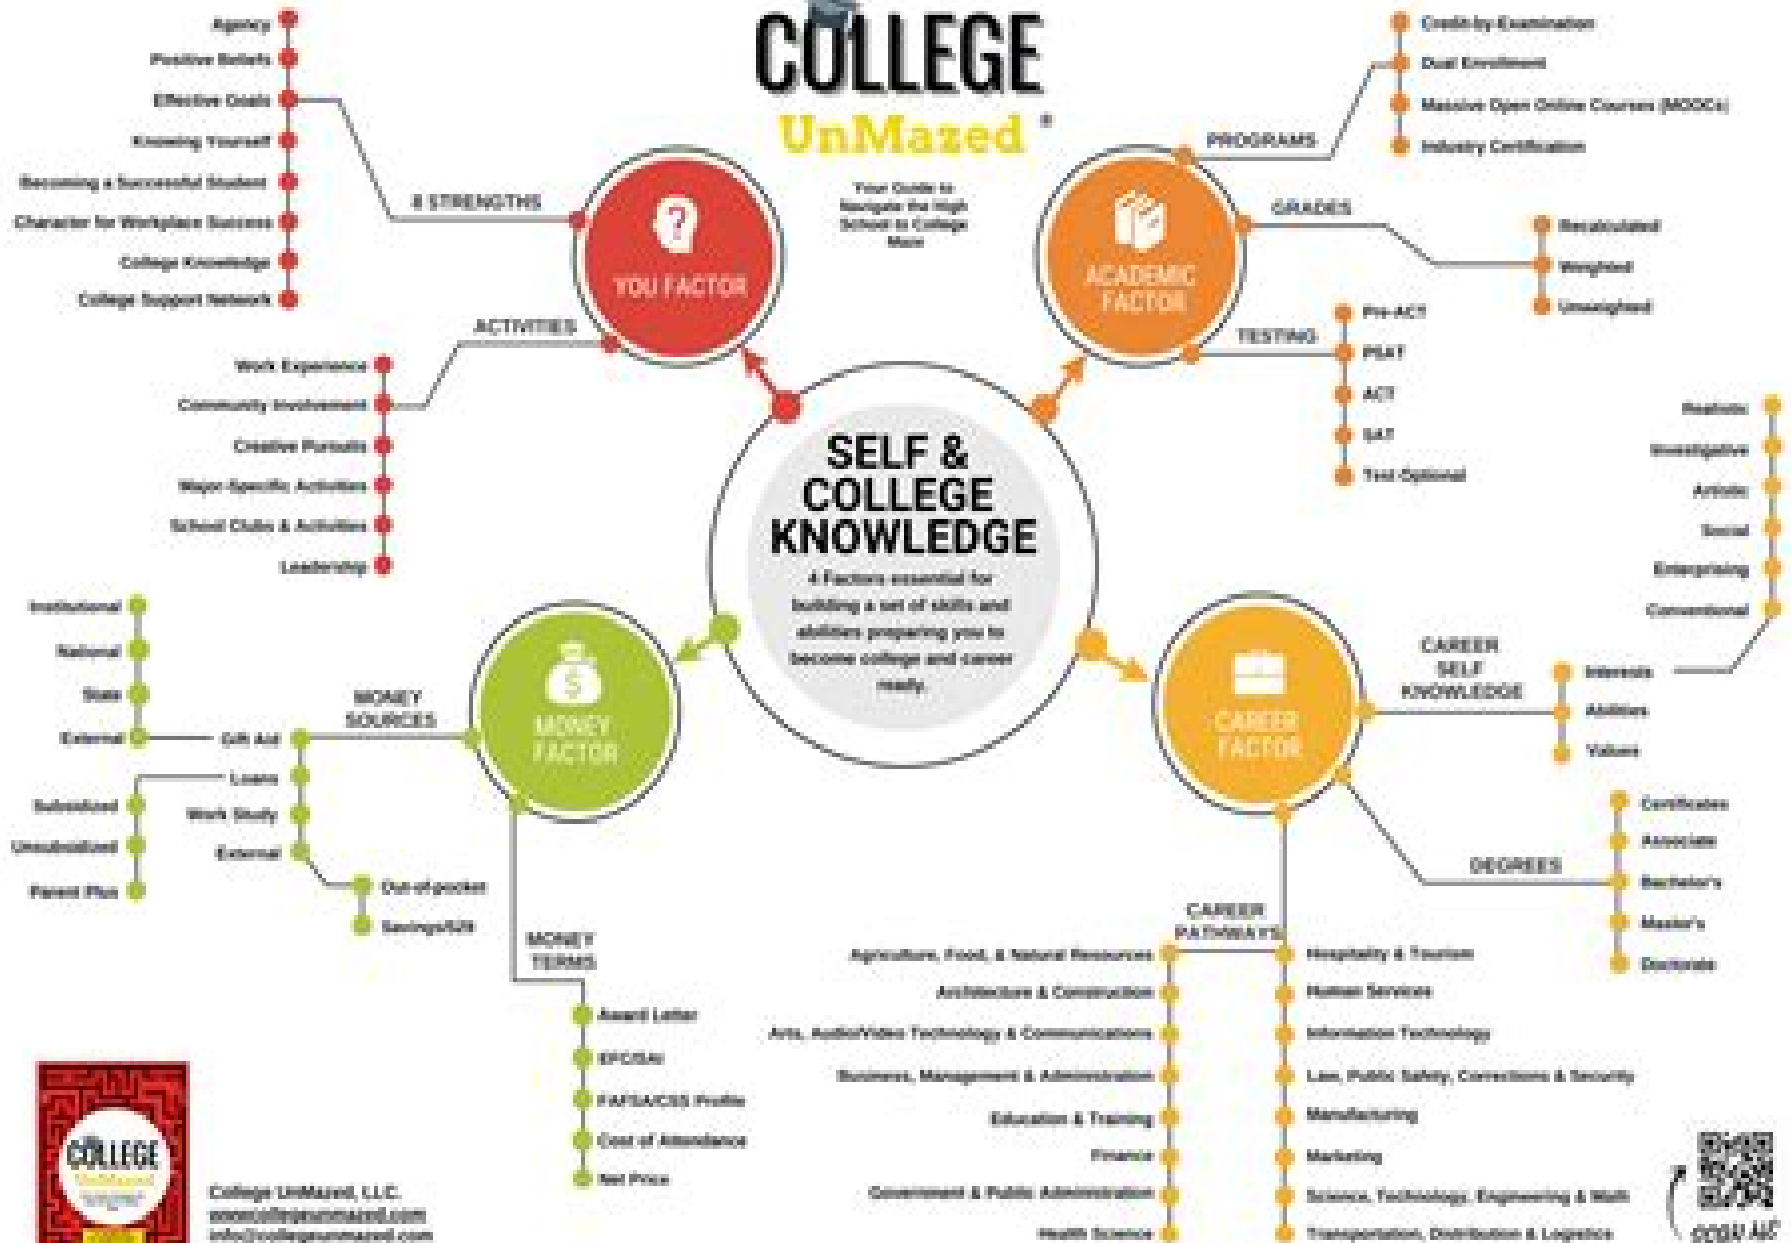 COLLEGE
UnMazed ®
Your Guide to
Navigate the High
School to College
Maze
Agency
Positive Beliefs
Effective Goals
Knowing Yourself
Becoming a Successful Student
Character for Workplace Success
College Knowledge
College Support Network
8 STRENGTHS
YOU FACTOR
ACTIVITIES
Work Experience
Community Involvement
Creative Pursuits
Major-Specific Activities
School Clubs & Activities
Leadership
Credit-by-Examination
Dual Enrollment
Massive Open Online Courses (MOOCs)
Industry Certification
PROGRAMS
GRADES
Recalculated
Weighted
Unweighted
ACADEMIC
FACTOR
TESTING
Pre-ACT
PSAT
ACT
SAT
Test Optional
SELF &
COLLEGE
KNOWLEDGE
4 Factors essential for
building a set of skills and
abilities preparing you to
become college and career
ready.
Institutional
National
State
External
Gift Aid
Loans
Work Study
External
Subsidized
Unsubsidized
Parent Plus
Out-of-pocket
Savings/529
MONEY
SOURCES
MONEY
FACTOR
MONEY
TERMS
Award Letter
EFC/SAI
FAFSA/CSS Profile
Cost of Attendance
Net Price
CAREER
FACTOR
CAREER
SELF
KNOWLEDGE
Interests
Abilities
Values
Realistic
Investigative
Artistic
Social
Enterprising
Conventional
DEGREES
Certificates
Associate
Bachelor's
Master's
Doctorate
CAREER
PATHWAYS
Agriculture, Food, & Natural Resources
Architecture & Construction
Arts, Audio/Video Technology & Communications
Business, Management & Administration
Education & Training
Finance
Government & Public Administration
Health Science
Hospitality & Tourism
Human Services
Information Technology
Law, Public Safety, Corrections & Security
Manufacturing
Marketing
Science, Technology, Engineering & Math
Transportation, Distribution & Logistics
COLLEGE
UnMazed
College UnMazed, LLC.
www.collegeunmazed.com
info@collegeunmazed.com